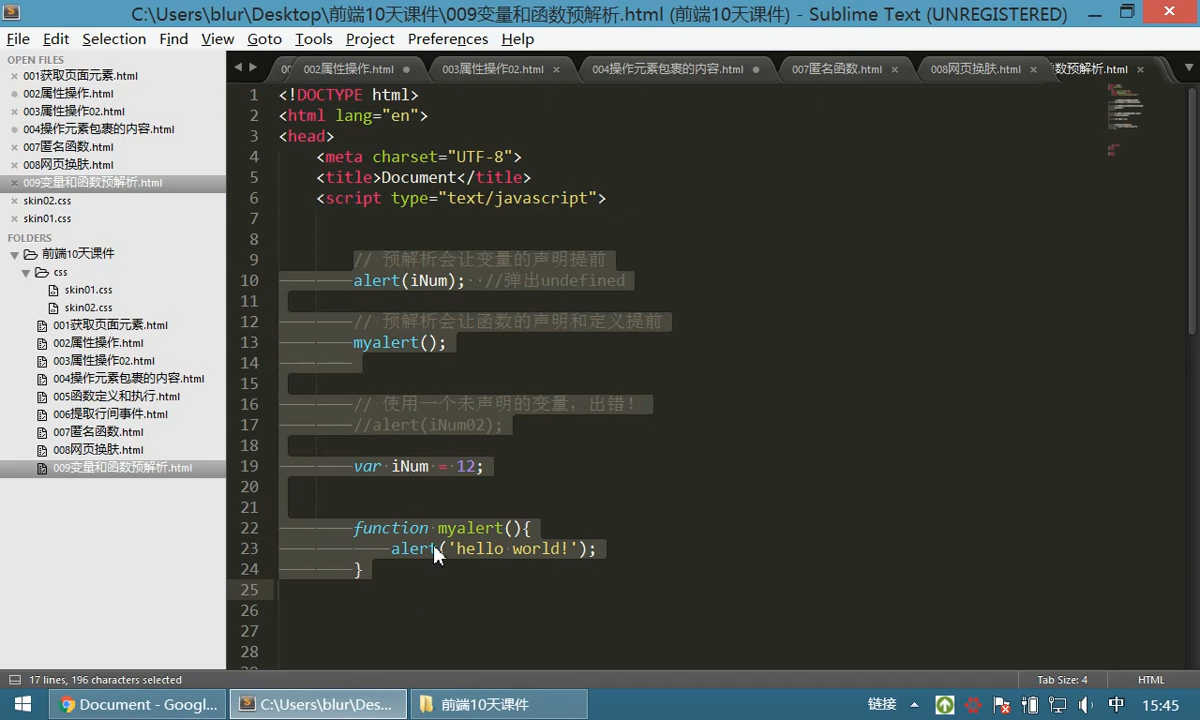 C:\Users\blur\Desktop\前端10天课件\009变量和函数预解析.html (前端10天课件) - Sublime Text (UNREGISTERED)
File Edit Selection Find View Goto Tools Project Preferences Help
OPEN FILES
001获取页面元素.html
002属性操作.html
003属性操作02.html
004操作元素包裹的内容.html
007匿名函数.html
008网页换肤.html
009变量和函数预解析.html
skin02.css
skin01.css
FOLDERS
前端10天课件
css
skin01.css
skin02.css
001获取页面元素.html
002属性操作.html
003属性操作02.html
004操作元素包裹的内容.html
005函数定义和执行.html
006提取行间事件.html
007匿名函数.html
008网页换肤.html
009变量和函数预解析.html
002属性操作.html 003属性操作02.html 004操作元素包裹的内容.html 007匿名函数.html 008网页换肤.html 数预解析.html
1 <!DOCTYPE html>
2 <html lang="en">
3 <head>
4 <meta charset="UTF-8">
5 <title>Document</title>
6 <script type="text/javascript">
7
8
9 // 预解析会让变量的声明提前
10 alert(iNum); //弹出undefined
11
12 // 预解析会让函数的声明和定义提前
13 myalert();
14
15
16 // 使用一个未声明的变量，出错！
17 //alert(iNum02);
18
19 var iNum = 12;
20
21
22 function myalert(){
23 alert('hello world!');
24 }
25
26
27
28
17 lines, 196 characters selected Tab Size: 4 HTML
Document - Googl... C:\Users\blur\Des... 前端10天课件 链接 中 15:45